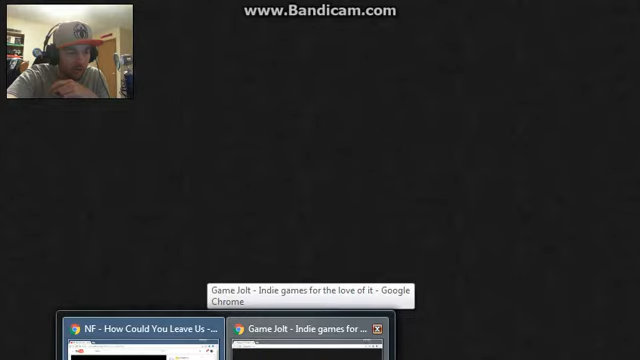 www.Bandicam.com
Game Jolt - Indie games for the love of it - Google
Chrome
NF - How Could You Leave Us -...
Game Jolt - Indie games for ...